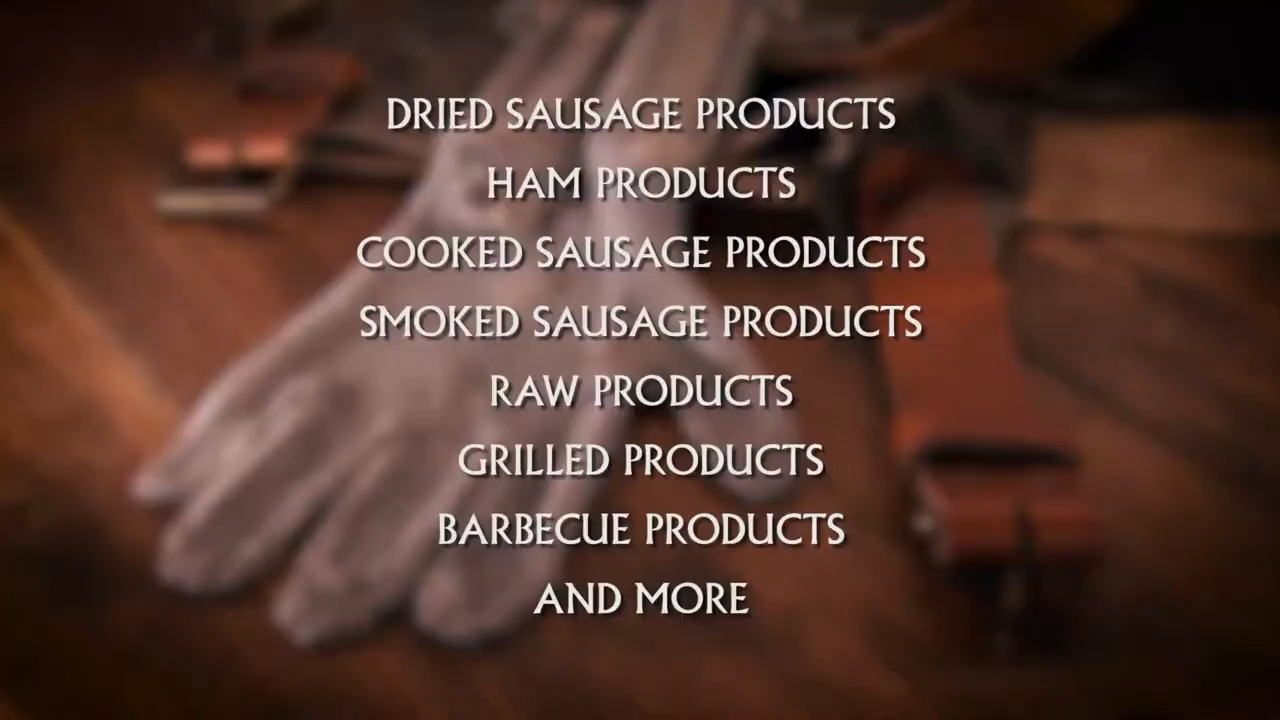 DRIED SAUSAGE PRODUCTS
HAM PRODUCTS
COOKED SAUSAGE PRODUCTS
SMOKED SAUSAGE PRODUCTS
RAW PRODUCTS
GRILLED PRODUCTS
BARBECUE PRODUCTS
AND MORE